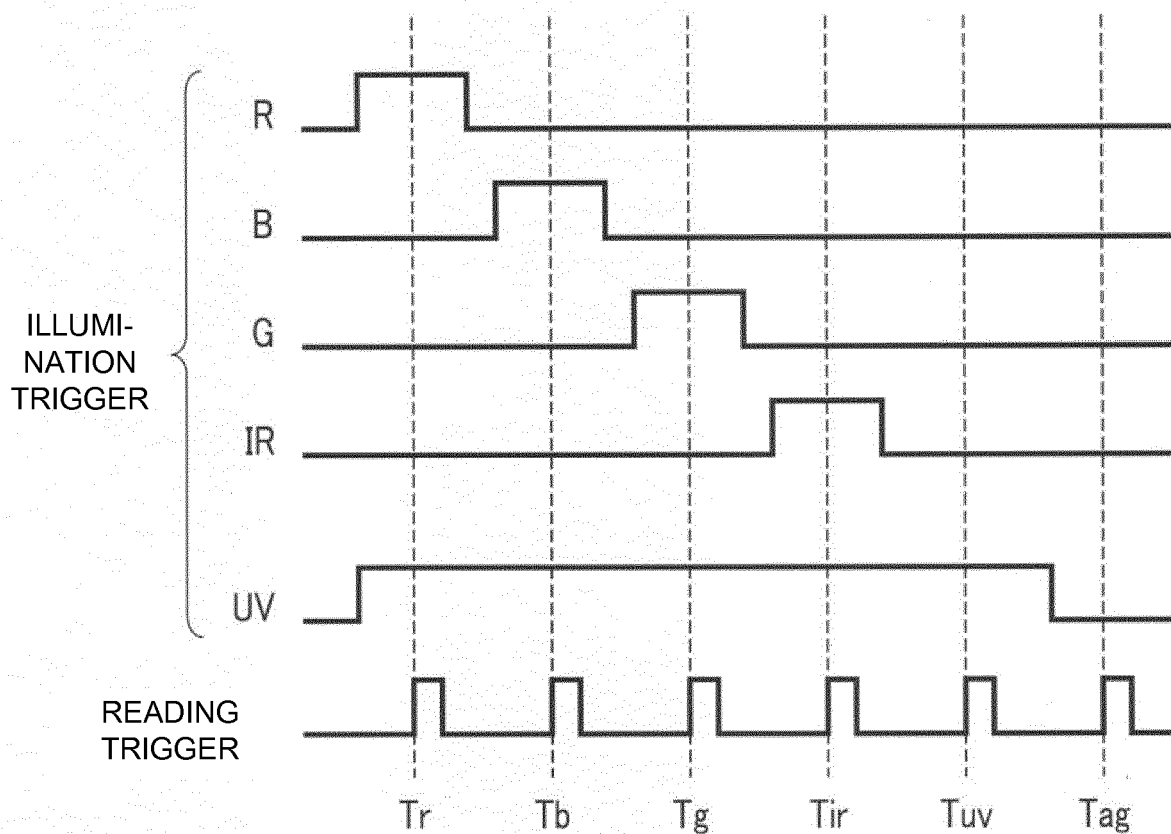 R
B
G
IR
UV
ILLUMI-
NATION
TRIGGER
READING
TRIGGER
Tr Tb Tg Tir Tuv Tag